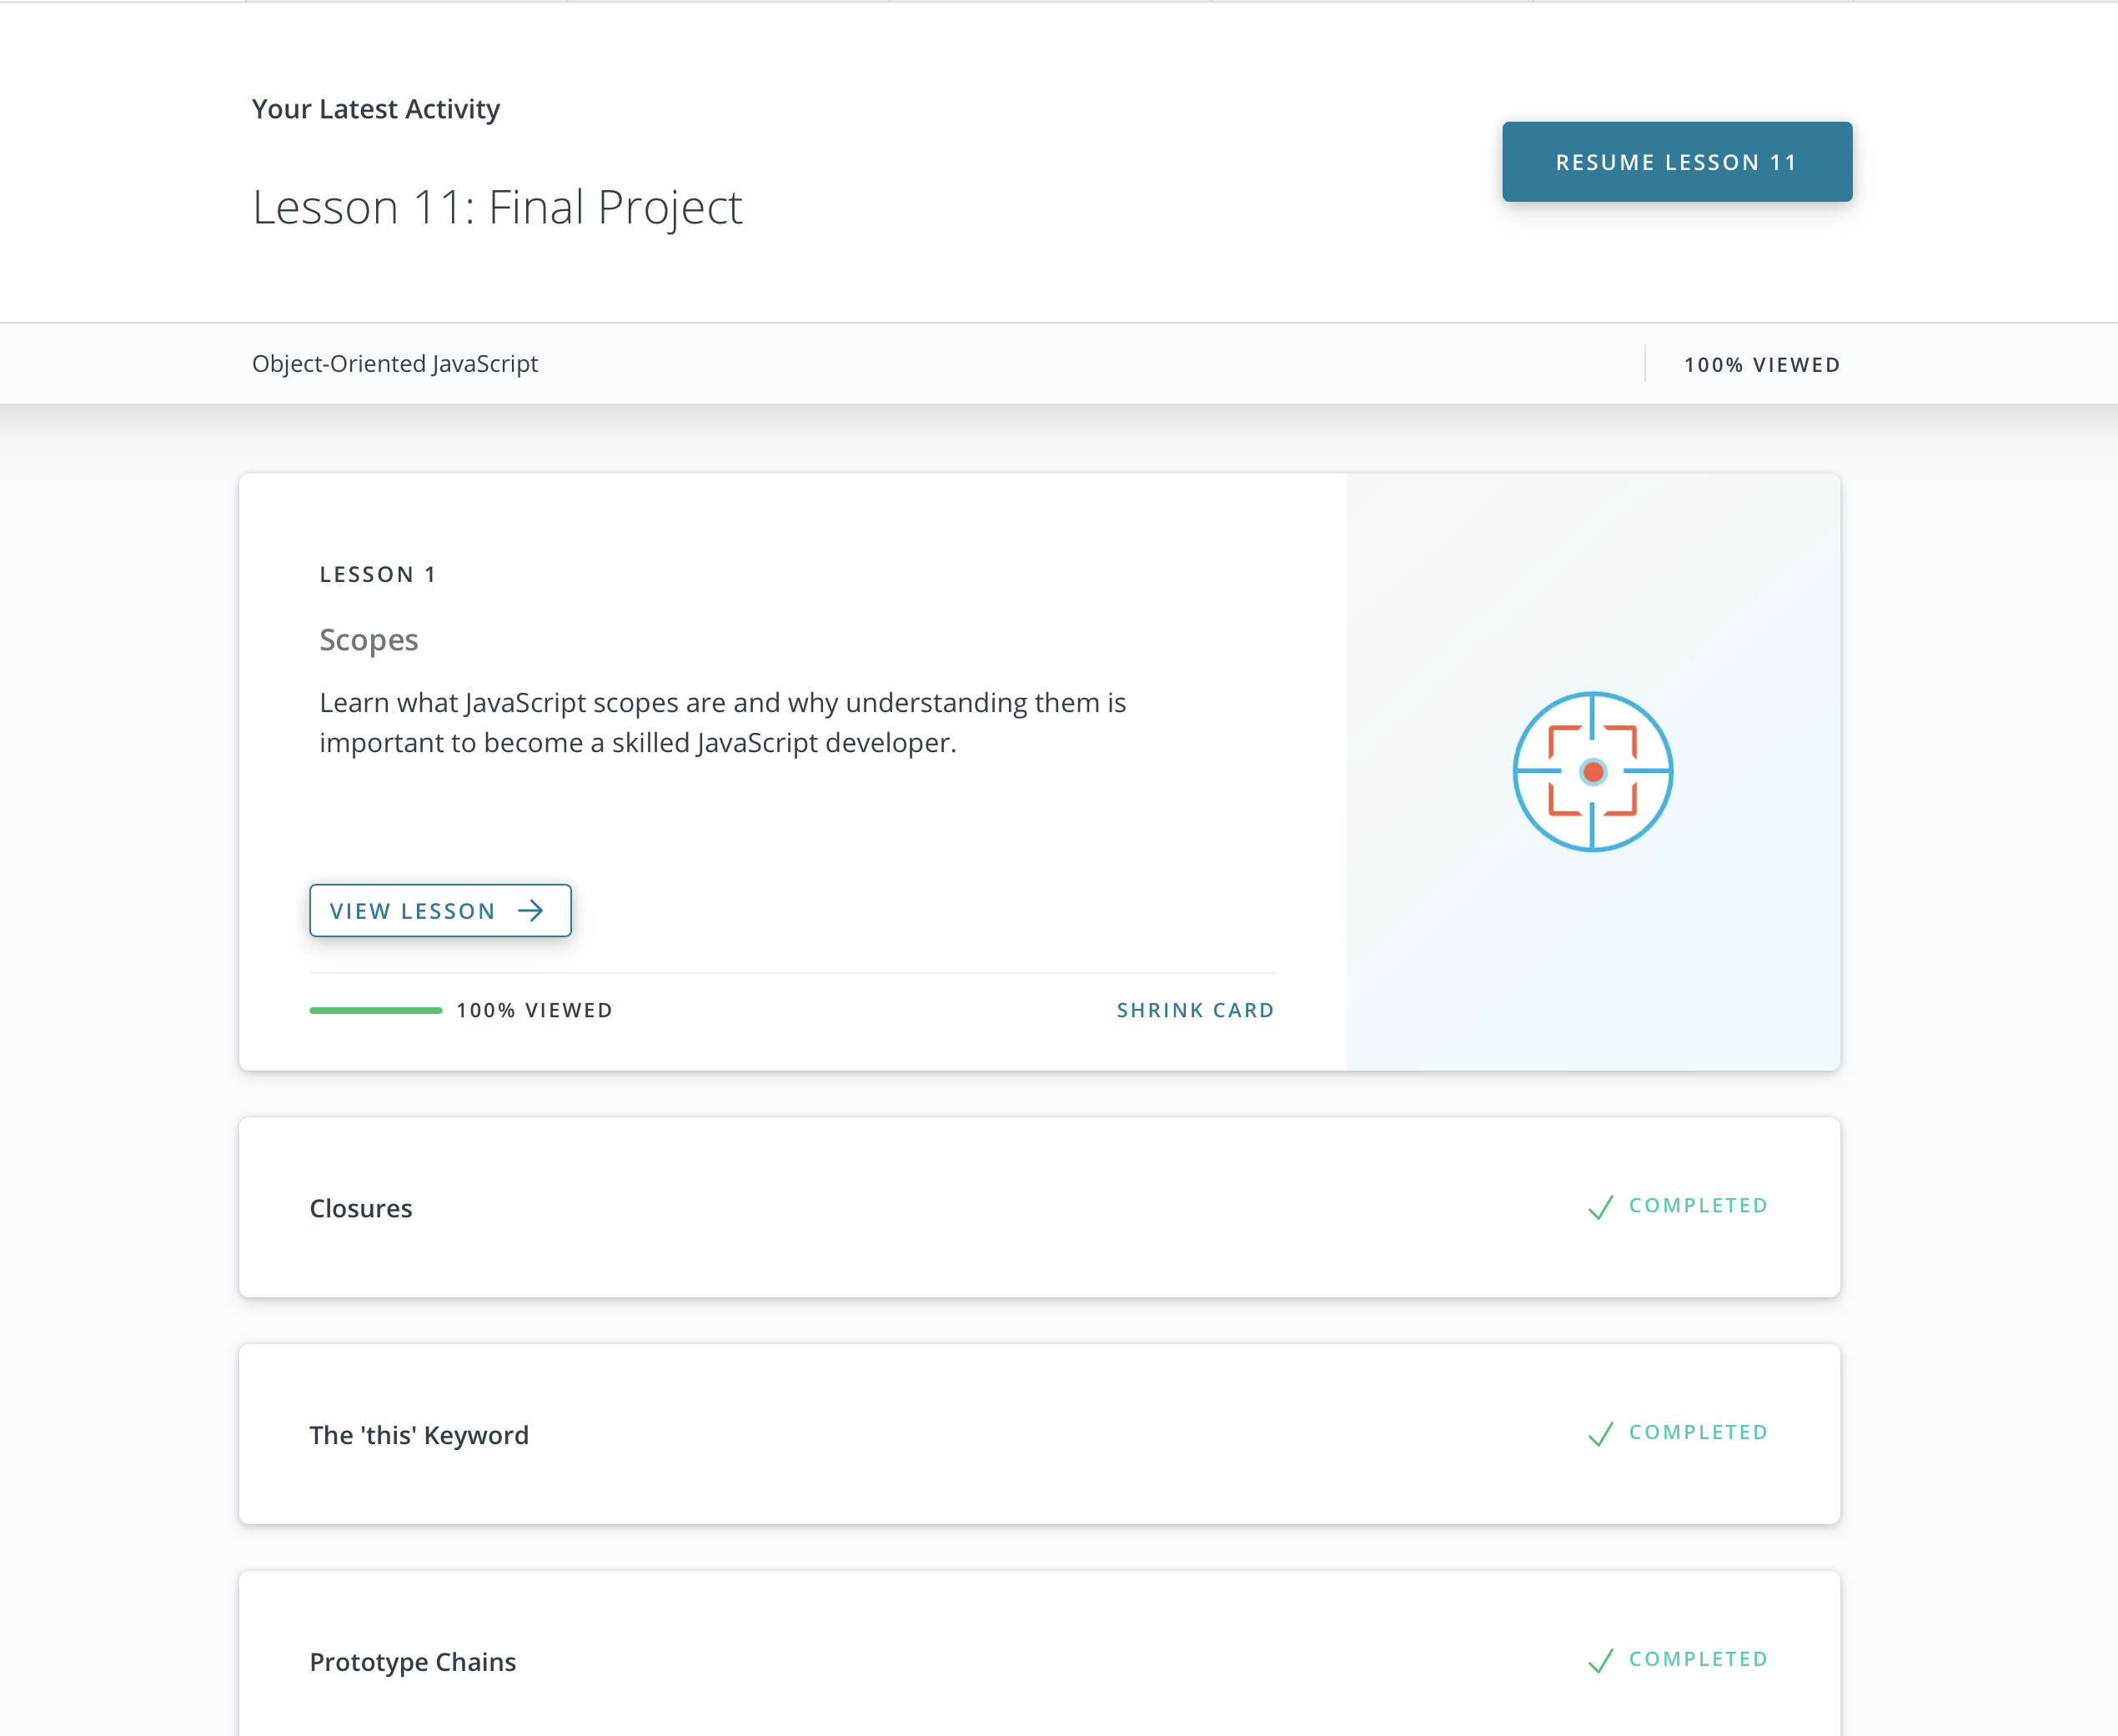 Your Latest Activity
RESUME LESSON 11
Lesson 11: Final Project
Object-Oriented JavaScript
100% VIEWED
LESSON 1
Scopes
Learn what JavaScript scopes are and why understanding them is
important to become a skilled JavaScript developer.
VIEW LESSON
100% VIEWED
SHRINK CARD
Closures
COMPLETED
The 'this' Keyword
COMPLETED
Prototype Chains
COMPLETED